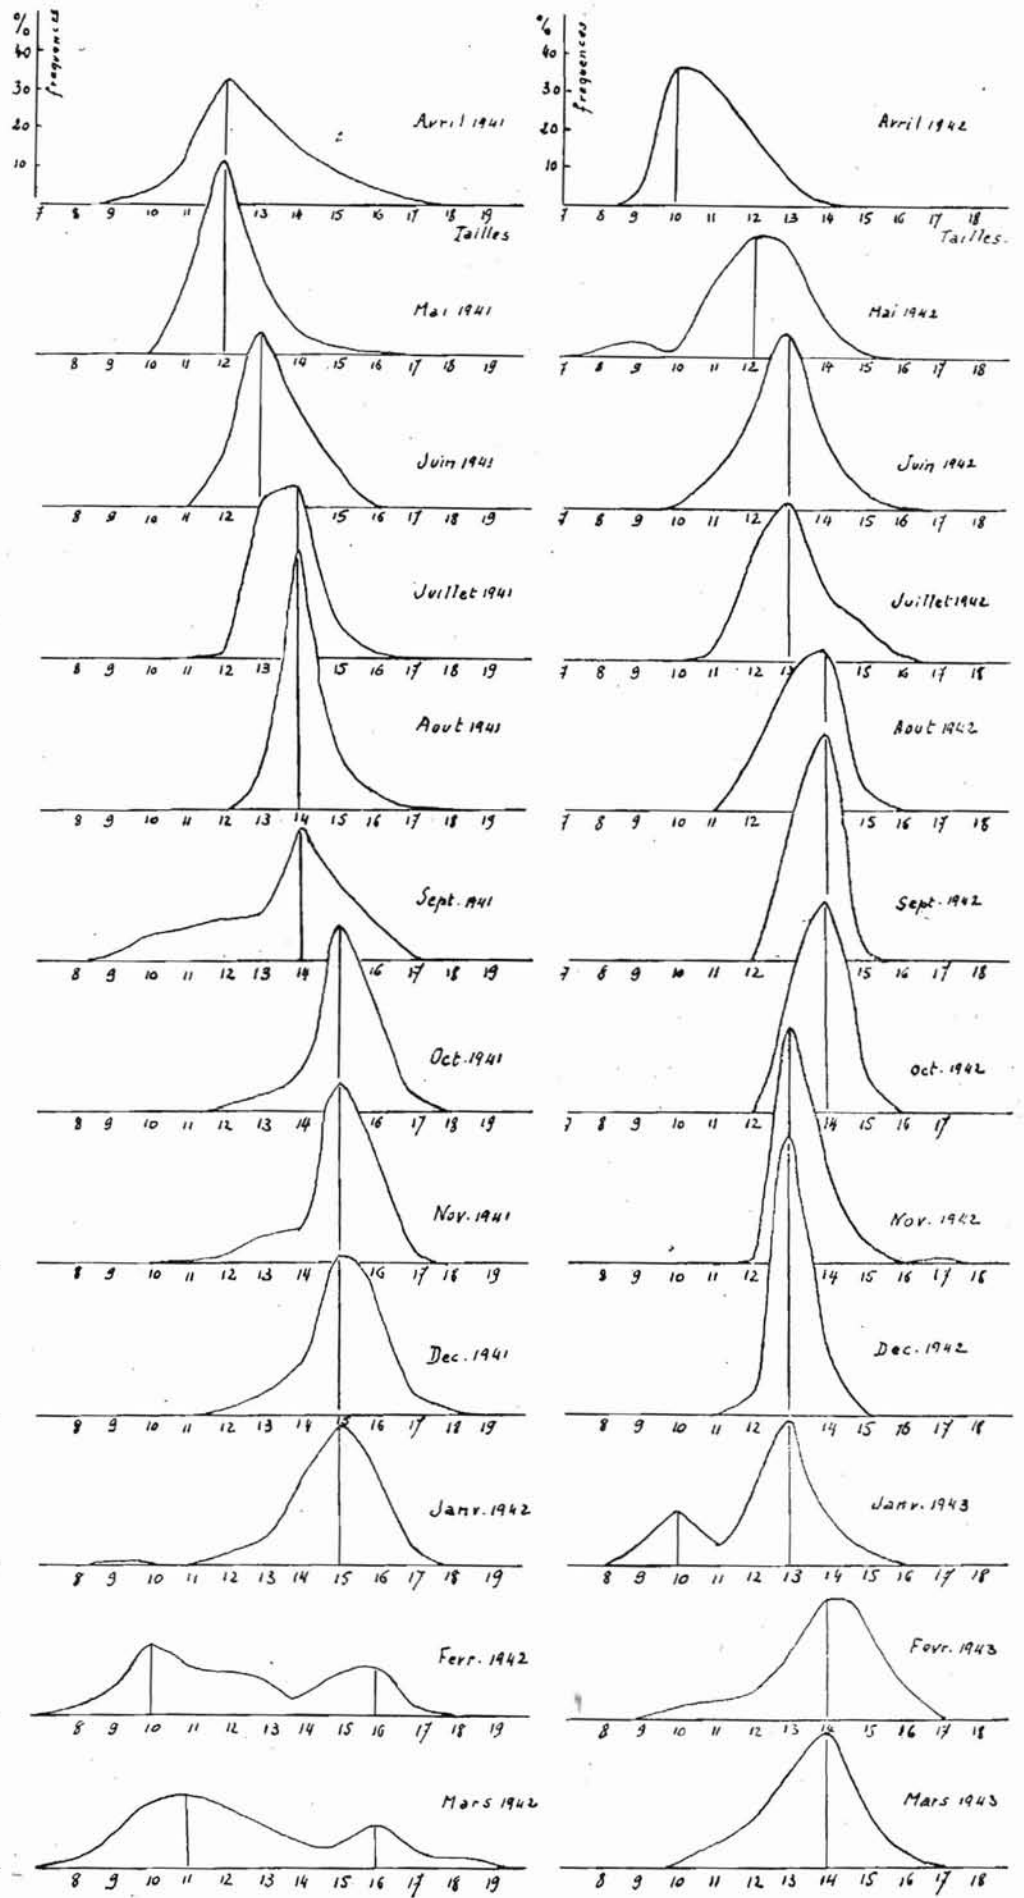 %
fréquences
40
30
20
10
Avril 1941
7 8 9 10 11 12 13 14 15 16 17 18 19
Tailles
Mai 1941
8 9 10 11 12 13 14 15 16 17 18 19
Juin 1941
8 9 10 11 12 15 16 17 18 19
Juillet 1941
8 9 10 11 12 13 15 16 17 18 19
Aout 1941
8 9 10 11 12 13 14 15 16 17 18 19
Sept. 1941
8 9 10 11 12 13 14 16 17 18 19
Oct. 1941
8 9 10 11 12 13 14 16 17 18 19
Nov. 1941
10 11 12 13 14 16 17 18 19
Dec. 1941
8 9 10 11 12 13 14 15 16 17 18 19
Janv. 1942
8 9 10 11 12 13 14 15 16 17 18 19
Fevr. 1942
8 9 10 11 12 13 14 15 16 17 18 19
Mars 1942
8 9 10 11 12 13 14 15 16 17 18 19
%
frequences
40
30
20
10
Avril 1942
7 8 9 10 11 12 13 14 15 16 17 18
Tailles
Mai 1942
7 8 9 10 11 12 14 15 16 17 18
Juin 1942
7 8 9 10 11 12 14 15 16 17 18
Juillet 1942
7 8 9 10 11 12 13 14 15 16 17 18
Aout 1942
7 8 9 10 11 12 15 16 17 18
Sept. 1942
7 8 9 10 11 12 15 16 17 18
oct. 1942
7 8 9 10 11 12 14 15 16 17
Nov. 1942
8 9 10 11 12 14 15 16 17 18
Dec. 1942
8 9 10 11 12 13 14 15 16 17 18
Janv. 1943
8 9 10 11 12 13 14 15 16 17 18
Fevr. 1943
8 9 10 11 12 13 14 15 16 17 18
Mars 1943
8 9 10 11 12 13 14 15 16 17 18